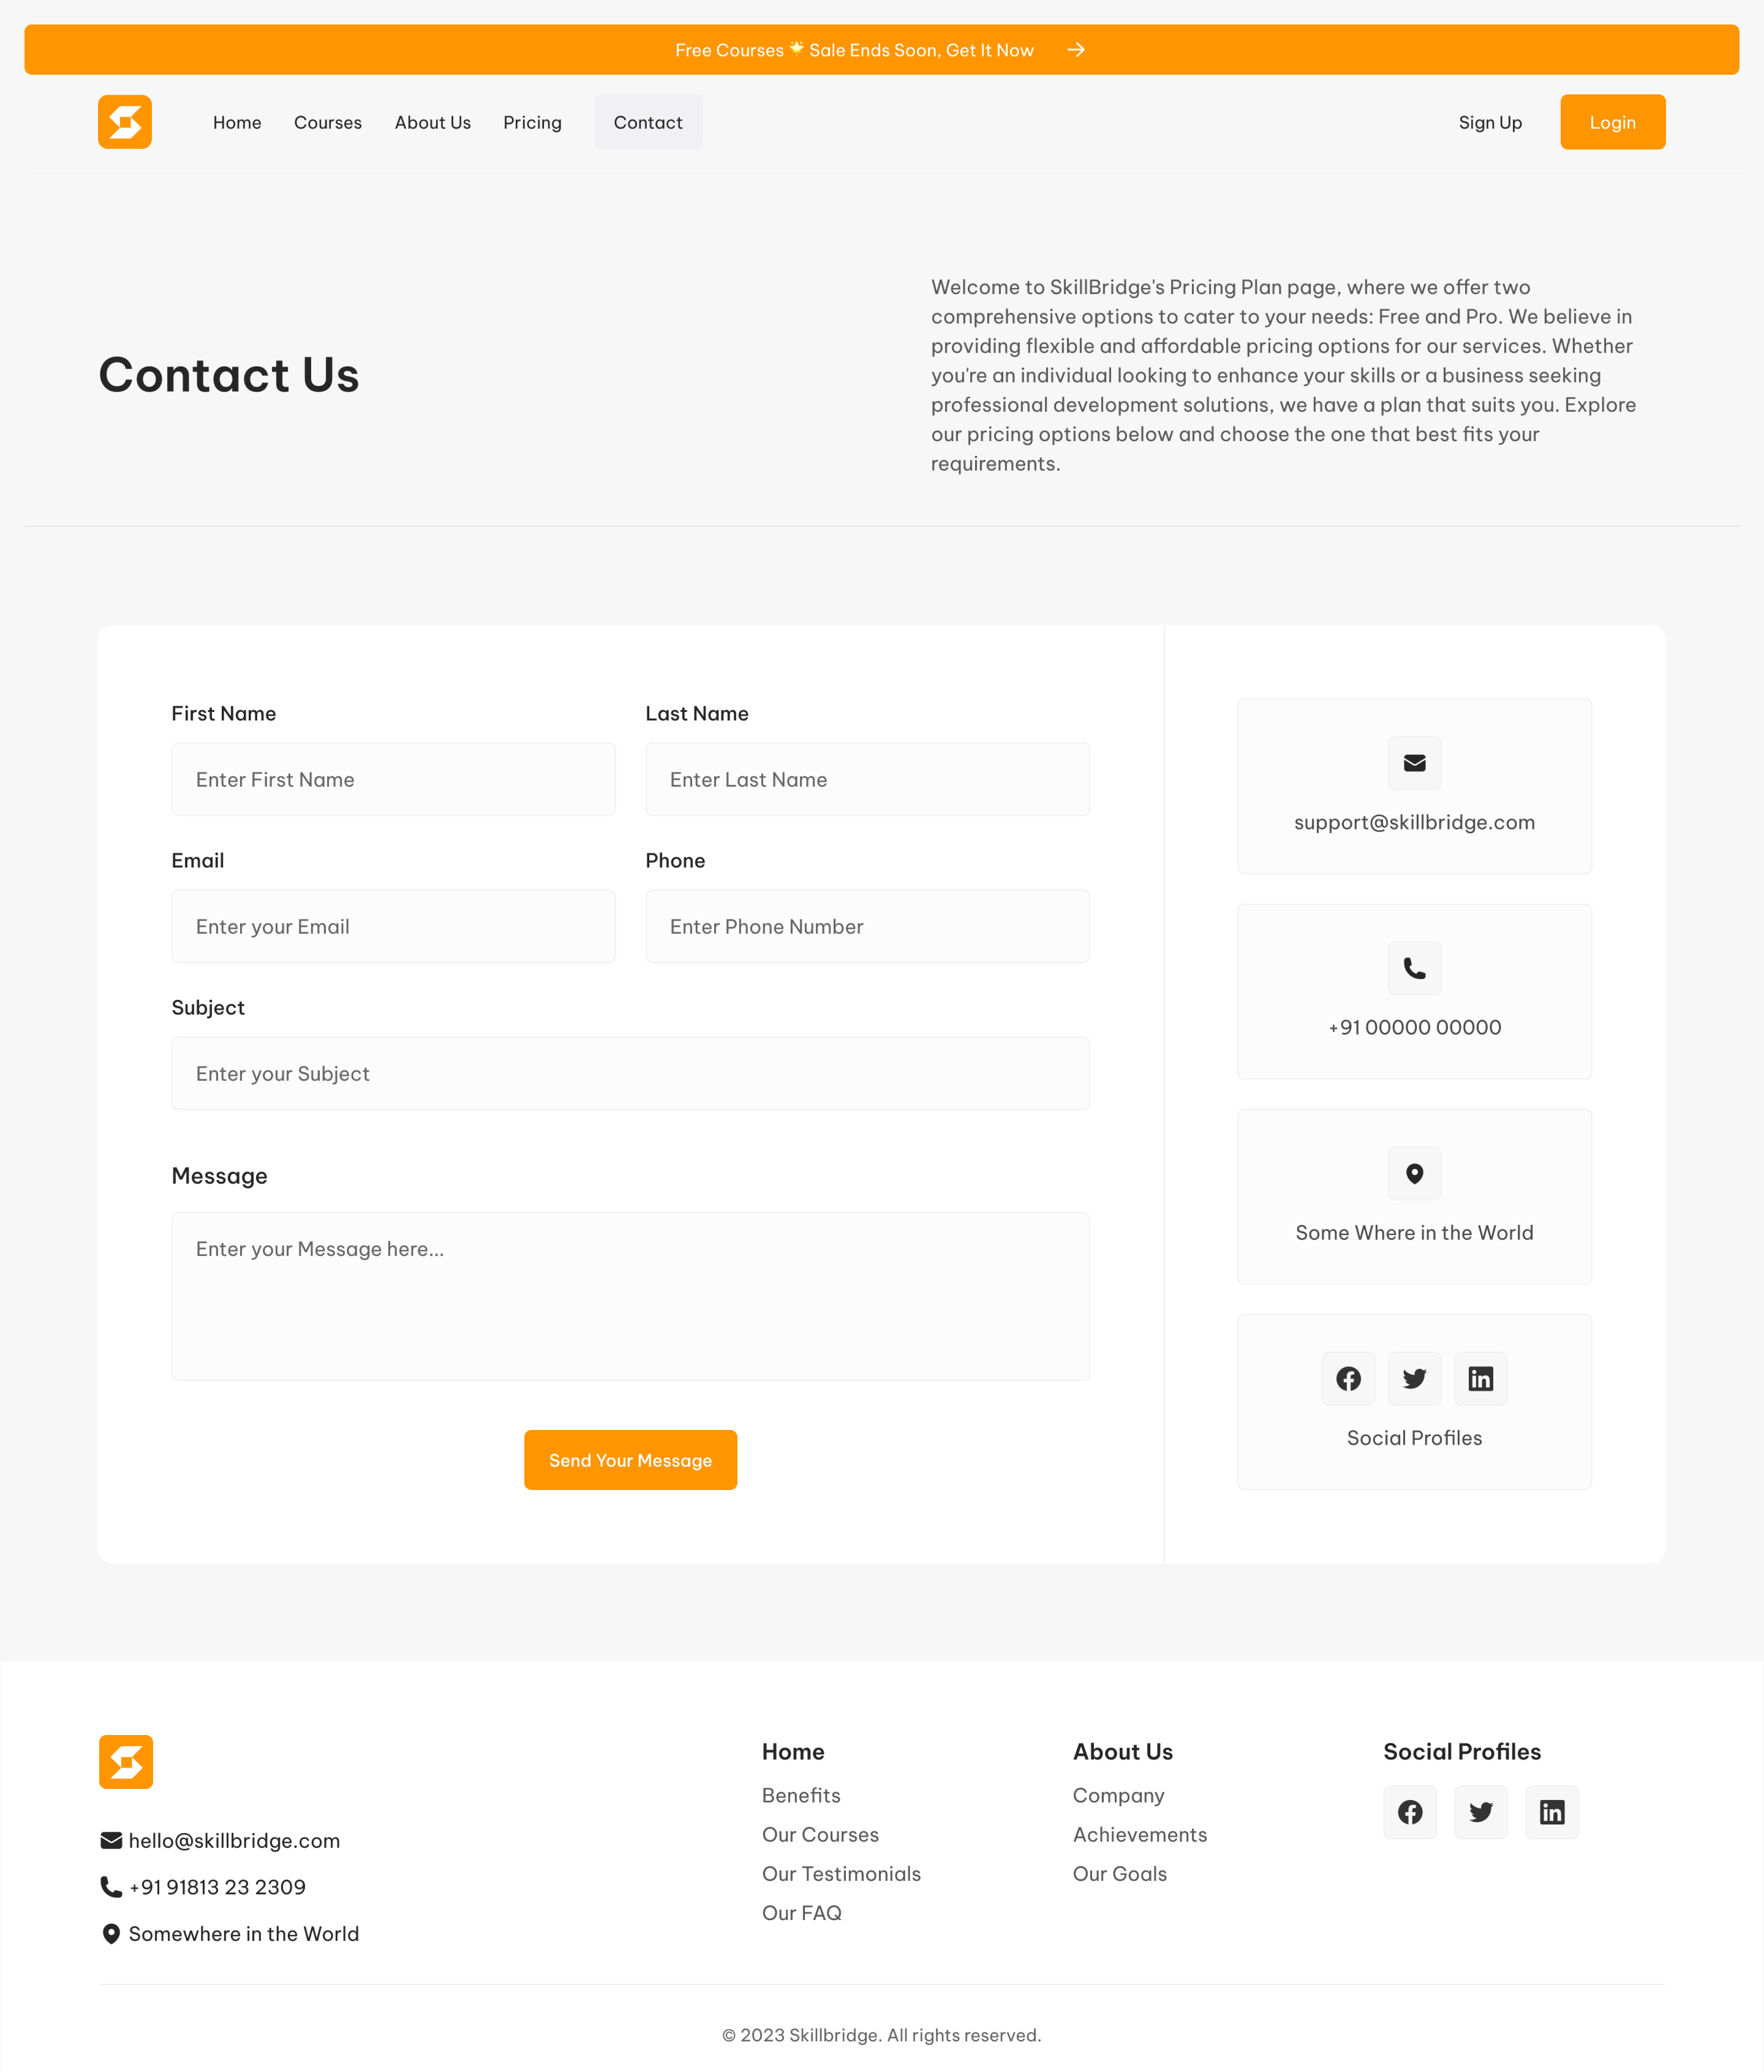 Free Courses 🌟 Sale Ends Soon, Get It Now
Home
Courses
About Us
Pricing
Contact
Sign Up
Login
Contact Us
Welcome to SkillBridge's Pricing Plan page, where we offer two
comprehensive options to cater to your needs: Free and Pro. We believe in
providing flexible and affordable pricing options for our services. Whether
you're an individual looking to enhance your skills or a business seeking
professional development solutions, we have a plan that suits you. Explore
our pricing options below and choose the one that best fits your
requirements.
First Name
Enter First Name
Last Name
Enter Last Name
Email
Enter your Email
Phone
Enter Phone Number
Subject
Enter your Subject
Message
Enter your Message here...
Send Your Message
support@skillbridge.com
+91 00000 00000
Some Where in the World
Social Profiles
hello@skillbridge.com
+91 91813 23 2309
Somewhere in the World
Home
Benefits
Our Courses
Our Testimonials
Our FAQ
About Us
Company
Achievements
Our Goals
Social Profiles
© 2023 Skillbridge. All rights reserved.